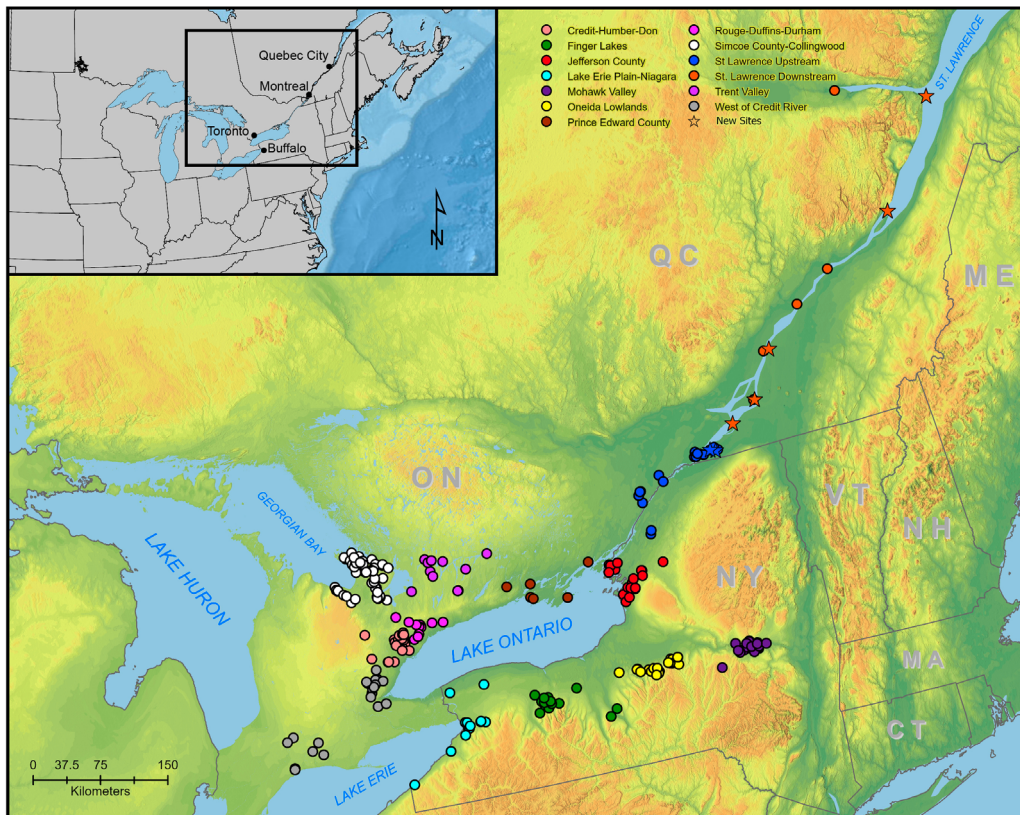 Quebec City
Montreal
Toronto
Buffalo
N
Credit-Humber-Don
Finger Lakes
Jefferson County
Lake Erie Plain-Niagara
Mohawk Valley
Oneida Lowlands
Prince Edward County
Rouge-Duffins-Durham
Simcoe County-Collingwood
St Lawrence Upstream
St. Lawrence Downstream
Trent Valley
West of Credit River
New Sites
ST. LAWRENCE
QC
ME
ON
GEORGIAN BAY
LAKE HURON
VT
NH
NY
LAKE ONTARIO
MA
CT
LAKE ERIE
0 37.5 75 150
Kilometers